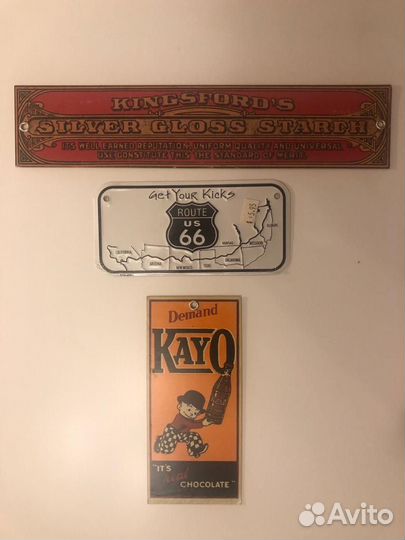 KINGSFORD'S
SILVER GLOSS STARCH
ITS WELL EARNED REPUTATION, UNIFORM QUALITY AND UNIVERSAL
USE CONSTITUTE THIS THE STANDARD OF MERIT.
Get Your Kicks
ROUTE
US
66
ILLINOIS
KANSAS
MISSOURI
CALIFORNIA
ARIZONA
NEW MEXICO
TEXAS
OKLAHOMA
Demand
KAYO
"IT'S
real
CHOCOLATE"
Avito